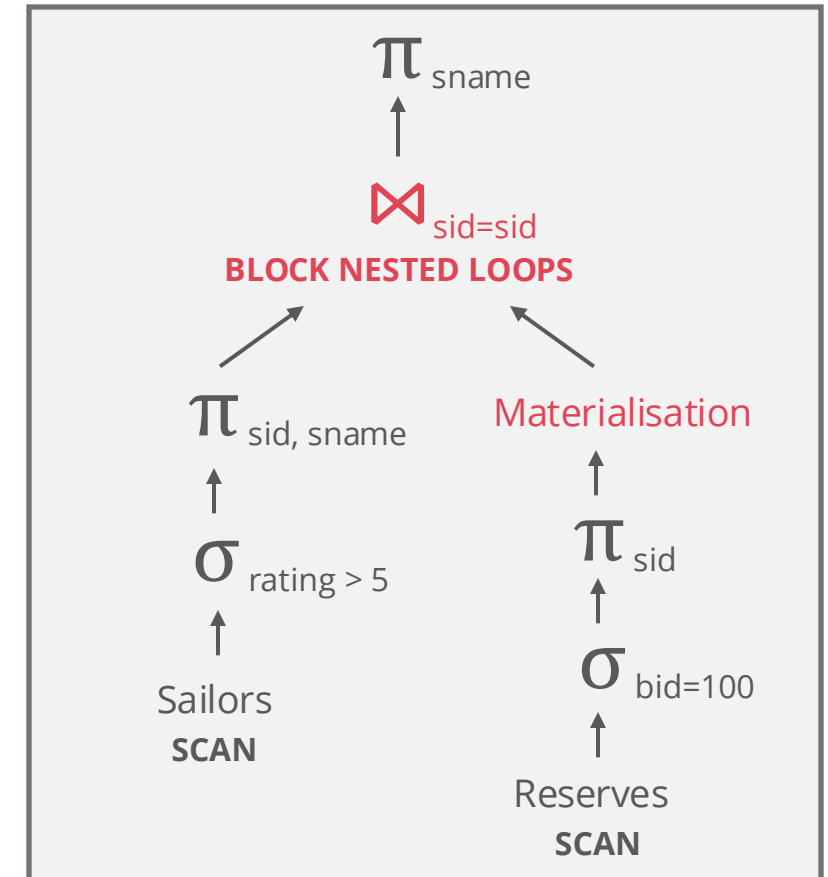 π sname
⋈ sid=sid
BLOCK NESTED LOOPS
π sid, sname
σ rating > 5
Sailors
SCAN
Materialisation
π sid
σ bid=100
Reserves
SCAN